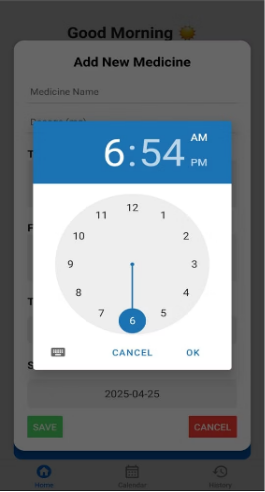 Good Morning
Add New Medicine
Medicine Name
T
F
T
S
6:54
AM
PM
12
1
2
3
4
5
6
7
8
9
10
11
CANCEL
OK
2025-04-25
SAVE
CANCEL
Home
Calendar
History